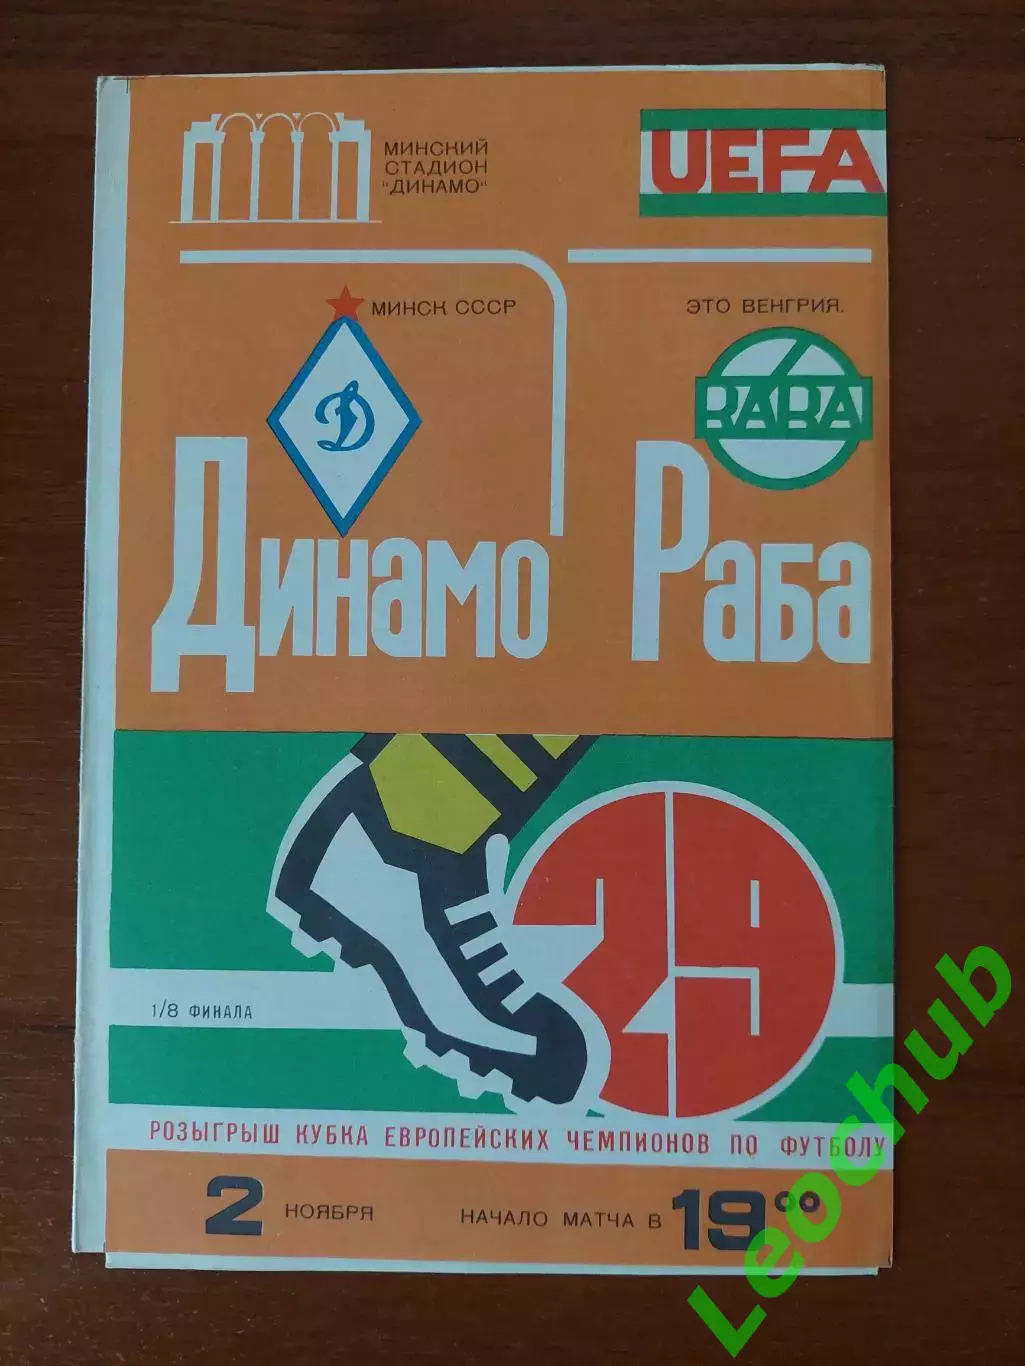 МИНСКИЙ
СТАДИОН
"ДИНАМО"
UEFA
МИНСК СССР
ЭТО ВЕНГРИЯ.
Д
RÁBA
ДИНАМО
РАБА
29
1/8 ФИНАЛА
РОЗЫГРЫШ КУБКА ЕВРОПЕЙСКИХ ЧЕМПИОНОВ ПО ФУТБОЛУ
2 НОЯБРЯ НАЧАЛО МАТЧА В 19⁰⁰
Leochub